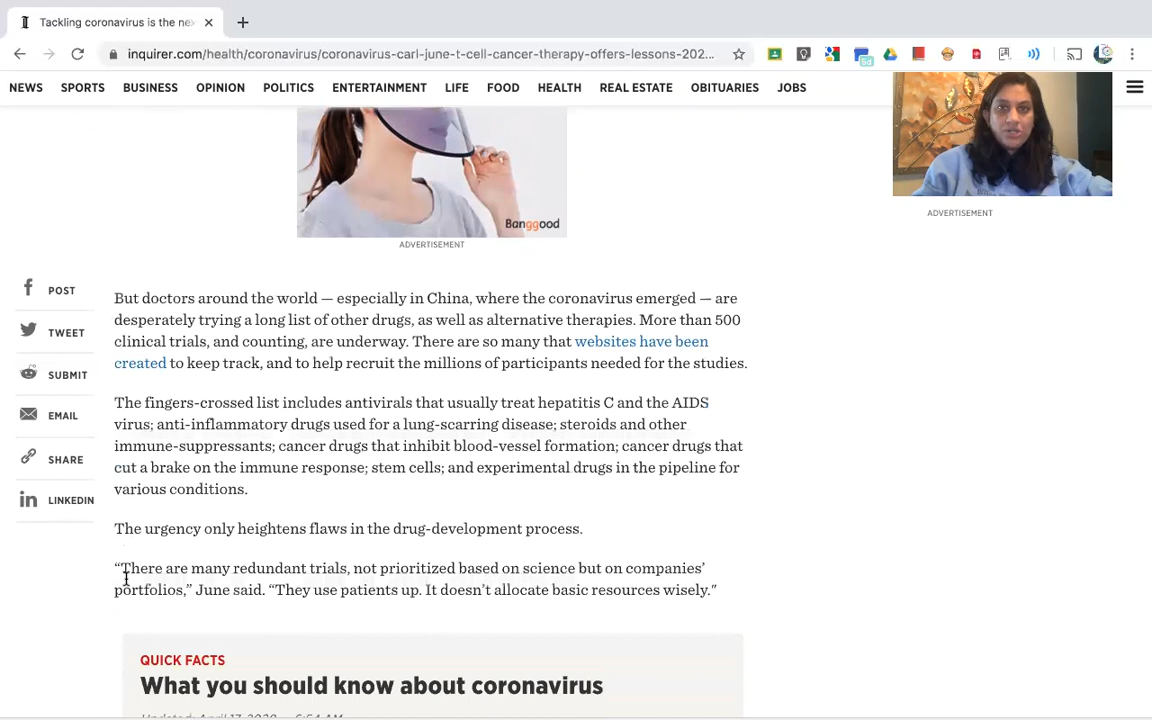 Tackling coronavirus is the ne
inquirer.com/health/coronavirus/coronavirus-carl-june-t-cell-cancer-therapy-offers-lessons-202...
5d
NEWS SPORTS BUSINESS OPINION POLITICS ENTERTAINMENT LIFE FOOD HEALTH REAL ESTATE OBITUARIES JOBS
Banggood
ADVERTISEMENT
ADVERTISEMENT
POST
TWEET
SUBMIT
EMAIL
SHARE
LINKEDIN
But doctors around the world — especially in China, where the coronavirus emerged — are
desperately trying a long list of other drugs, as well as alternative therapies. More than 500
clinical trials, and counting, are underway. There are so many that websites have been
created to keep track, and to help recruit the millions of participants needed for the studies.
The fingers-crossed list includes antivirals that usually treat hepatitis C and the AIDS
virus; anti-inflammatory drugs used for a lung-scarring disease; steroids and other
immune-suppressants; cancer drugs that inhibit blood-vessel formation; cancer drugs that
cut a brake on the immune response; stem cells; and experimental drugs in the pipeline for
various conditions.
The urgency only heightens flaws in the drug-development process.
“There are many redundant trials, not prioritized based on science but on companies’
portfolios,” June said. “They use patients up. It doesn’t allocate basic resources wisely."
QUICK FACTS
What you should know about coronavirus
Updated: April 17, 2020 — 6:54 AM